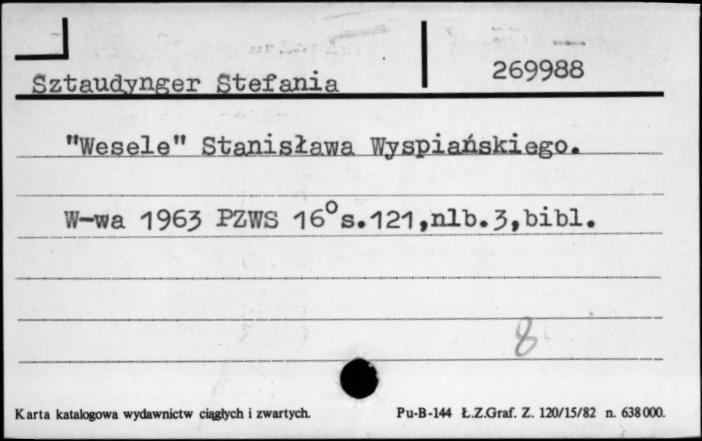 Sztaudynger Stefania 269988
"Wesele" Stanisława Wyspiańskiego.
W-wa 1963 PZWS 16° s.121,nlb.3,bibl.
8
Karta katalogowa wydawnictw ciągłych i zwartych. Pu-B-144 Ł.Z.Graf. Z. 120/15/82 n. 638000.